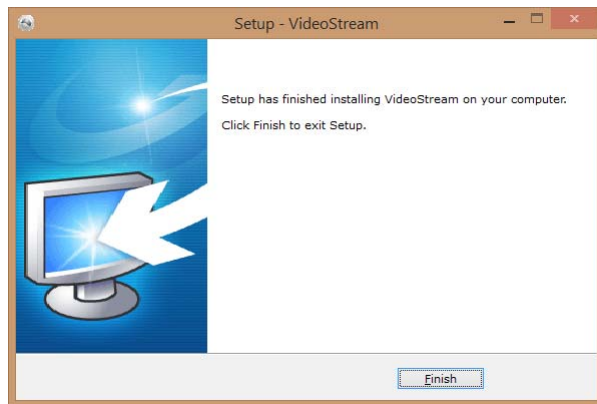 Setup - VideoStream
Setup has finished installing VideoStream on your computer.
Click Finish to exit Setup.
Finish